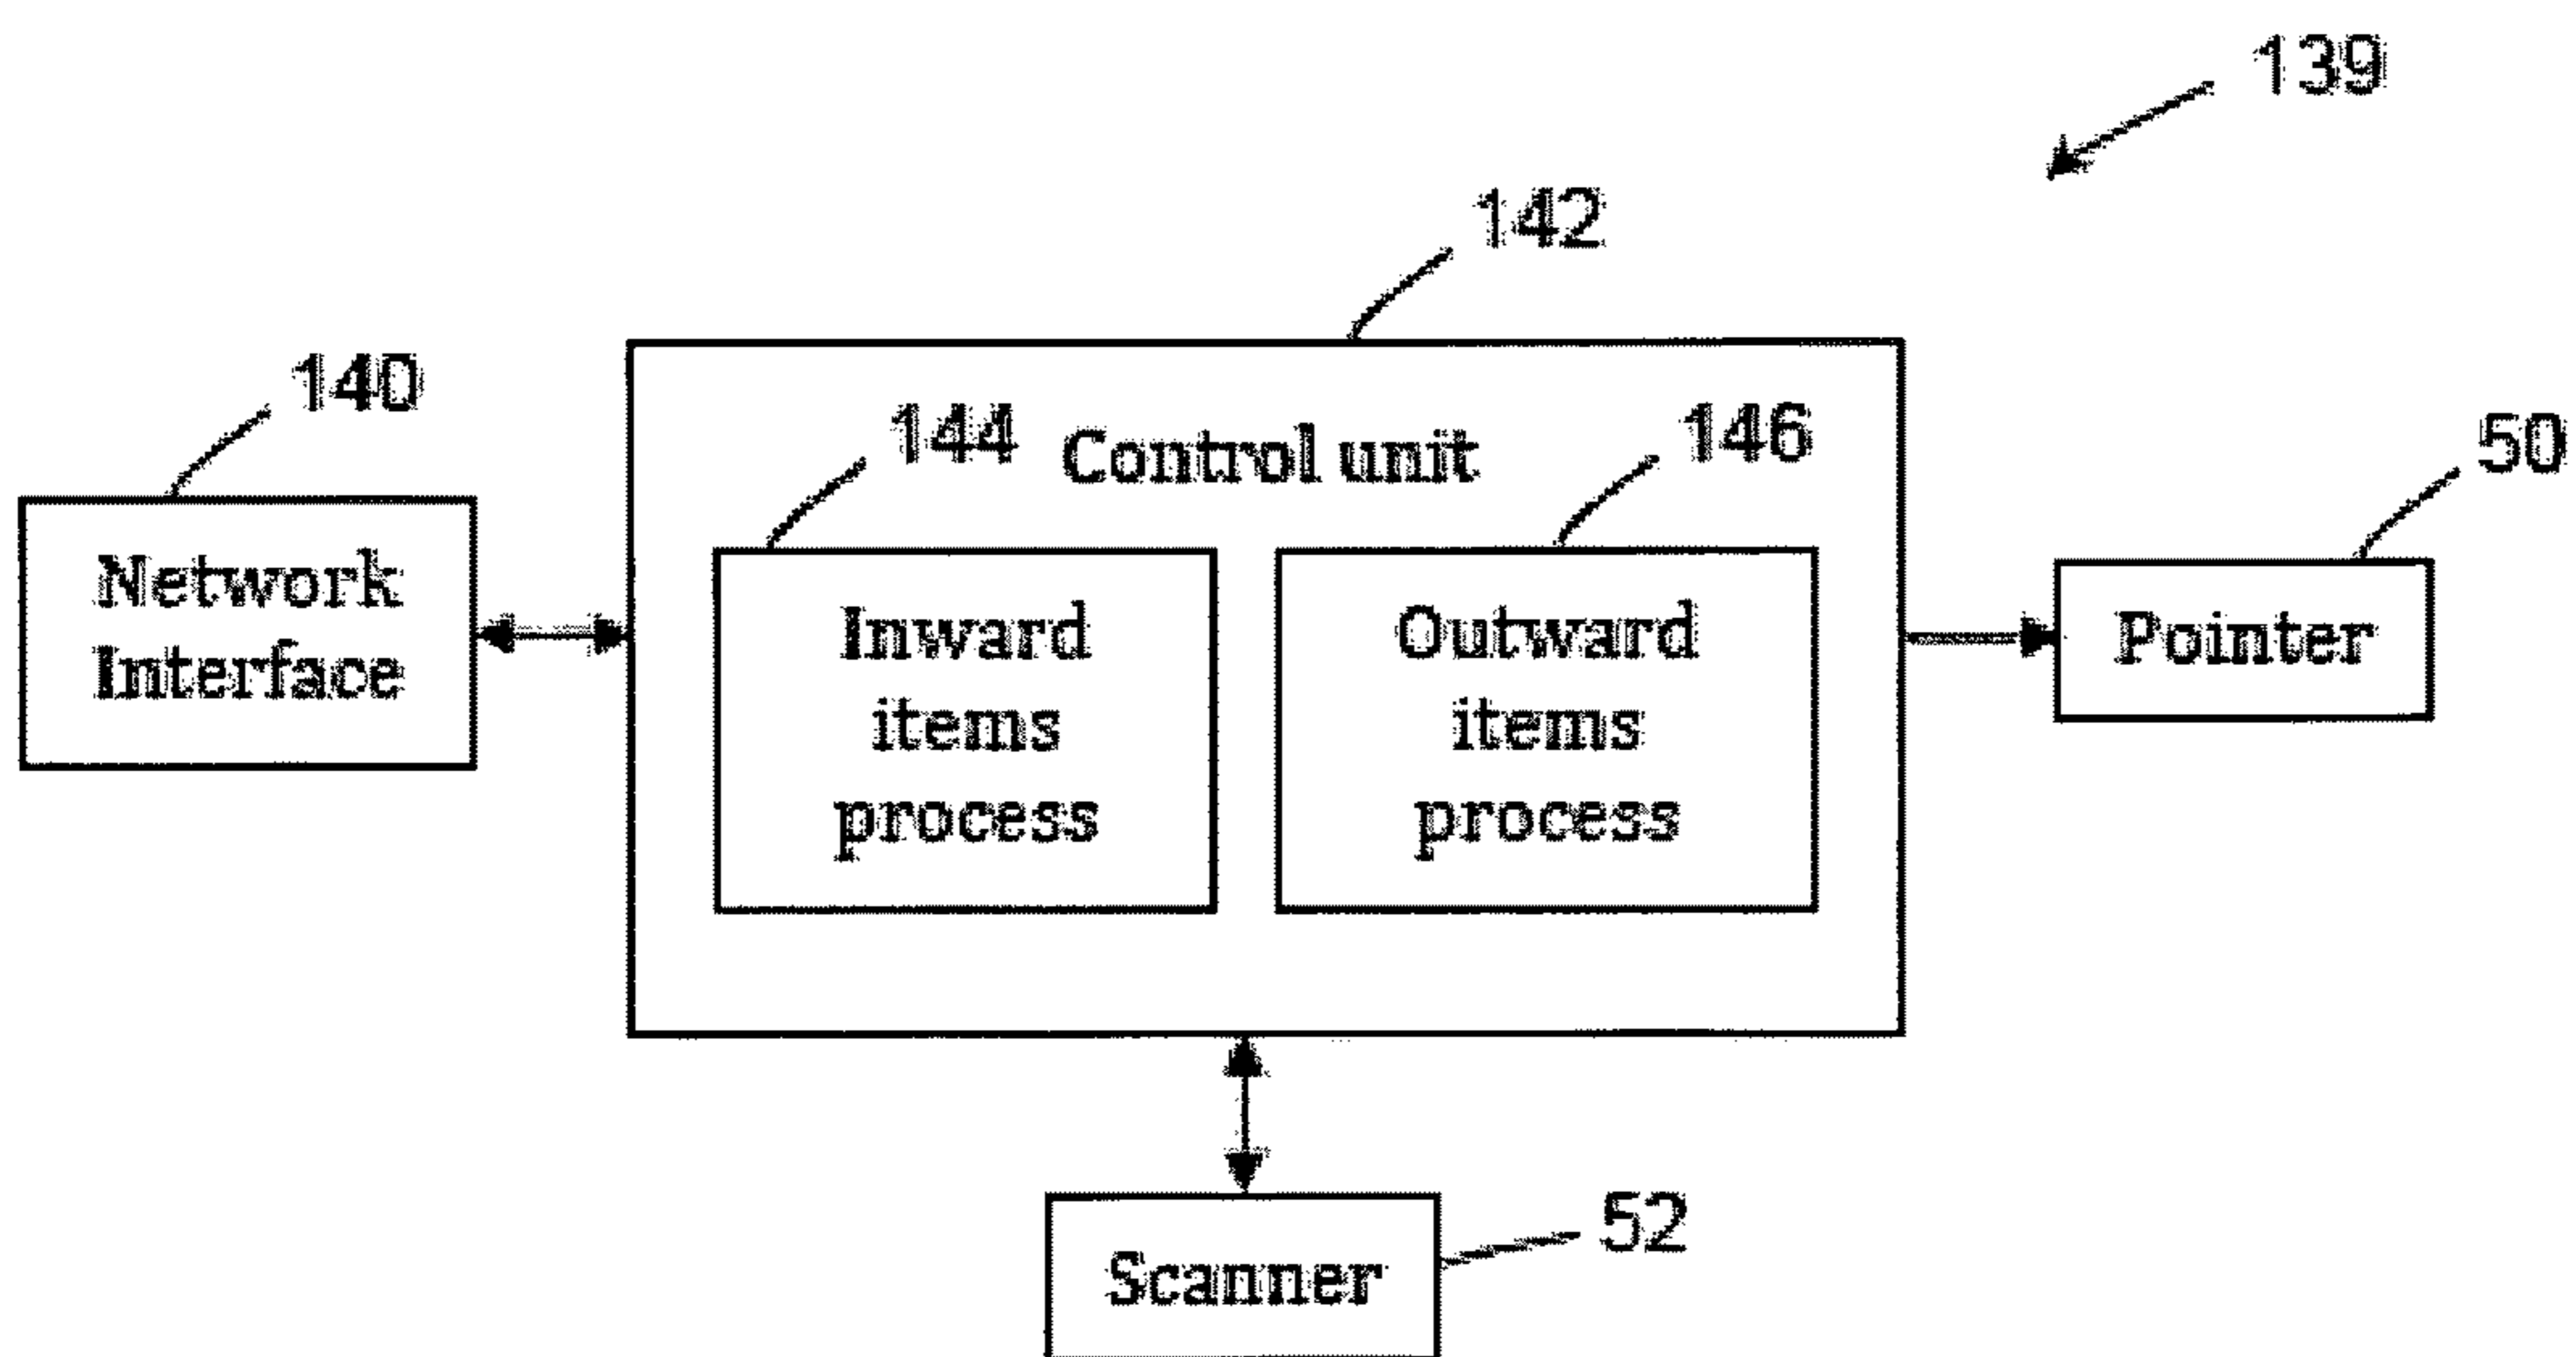 139
142
140
144
Control unit
146
50
Network
Interface
Inward
items
process
Outward
items
process
Pointer
52
Scanner